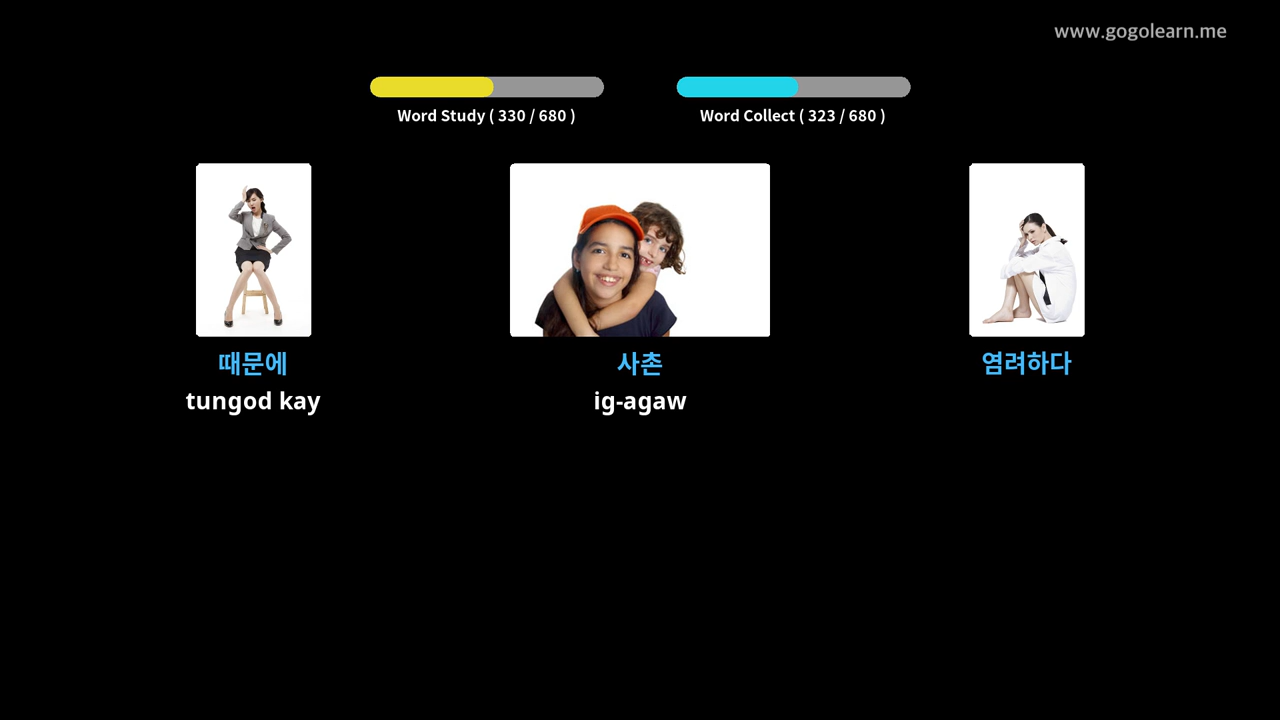 www.gogolearn.me
Word Study ( 330 / 680 )
Word Collect ( 323 / 680 )
때문에
tungod kay
사촌
ig-agaw
염려하다